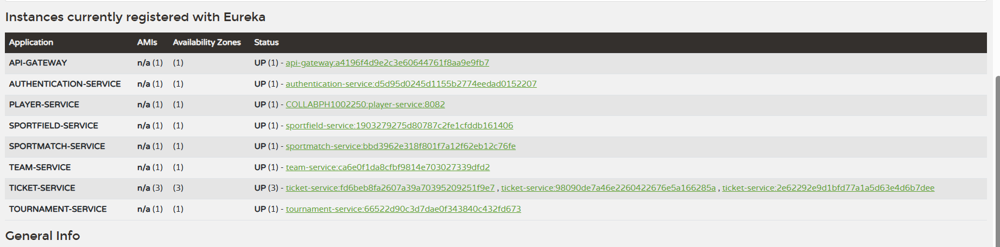 Instances currently registered with Eureka
Application AMIs Availability Zones Status
API-GATEWAY n/a (1) (1) UP (1) - api-gateway:a4196f4d9e2c3e60644761f8aa9e9fb7
AUTHENTICATION-SERVICE n/a (1) (1) UP (1) - authentication-service:d5d95d0245d1155b2774eedad0152207
PLAYER-SERVICE n/a (1) (1) UP (1) - COLLABPH1002250:player-service:8082
SPORTFIELD-SERVICE n/a (1) (1) UP (1) - sportfield-service:1903279275d80787c2fe1cfddb161406
SPORTMATCH-SERVICE n/a (1) (1) UP (1) - sportmatch-service:bbd3962e318f801f7a12f62eb12c76fe
TEAM-SERVICE n/a (1) (1) UP (1) - team-service:ca6e0f1da8cfbf9814e703027339dfd2
TICKET-SERVICE n/a (3) (3) UP (3) - ticket-service:fd6beb8fa2607a39a70395209251f9e7 , ticket-service:98090de7a46e2260422676e5a166285a , ticket-service:2e62292e9d1bfd77a1a5d63e4d6b7dee
TOURNAMENT-SERVICE n/a (1) (1) UP (1) - tournament-service:66522d90c3d7dae0f343840c432fd673
General Info